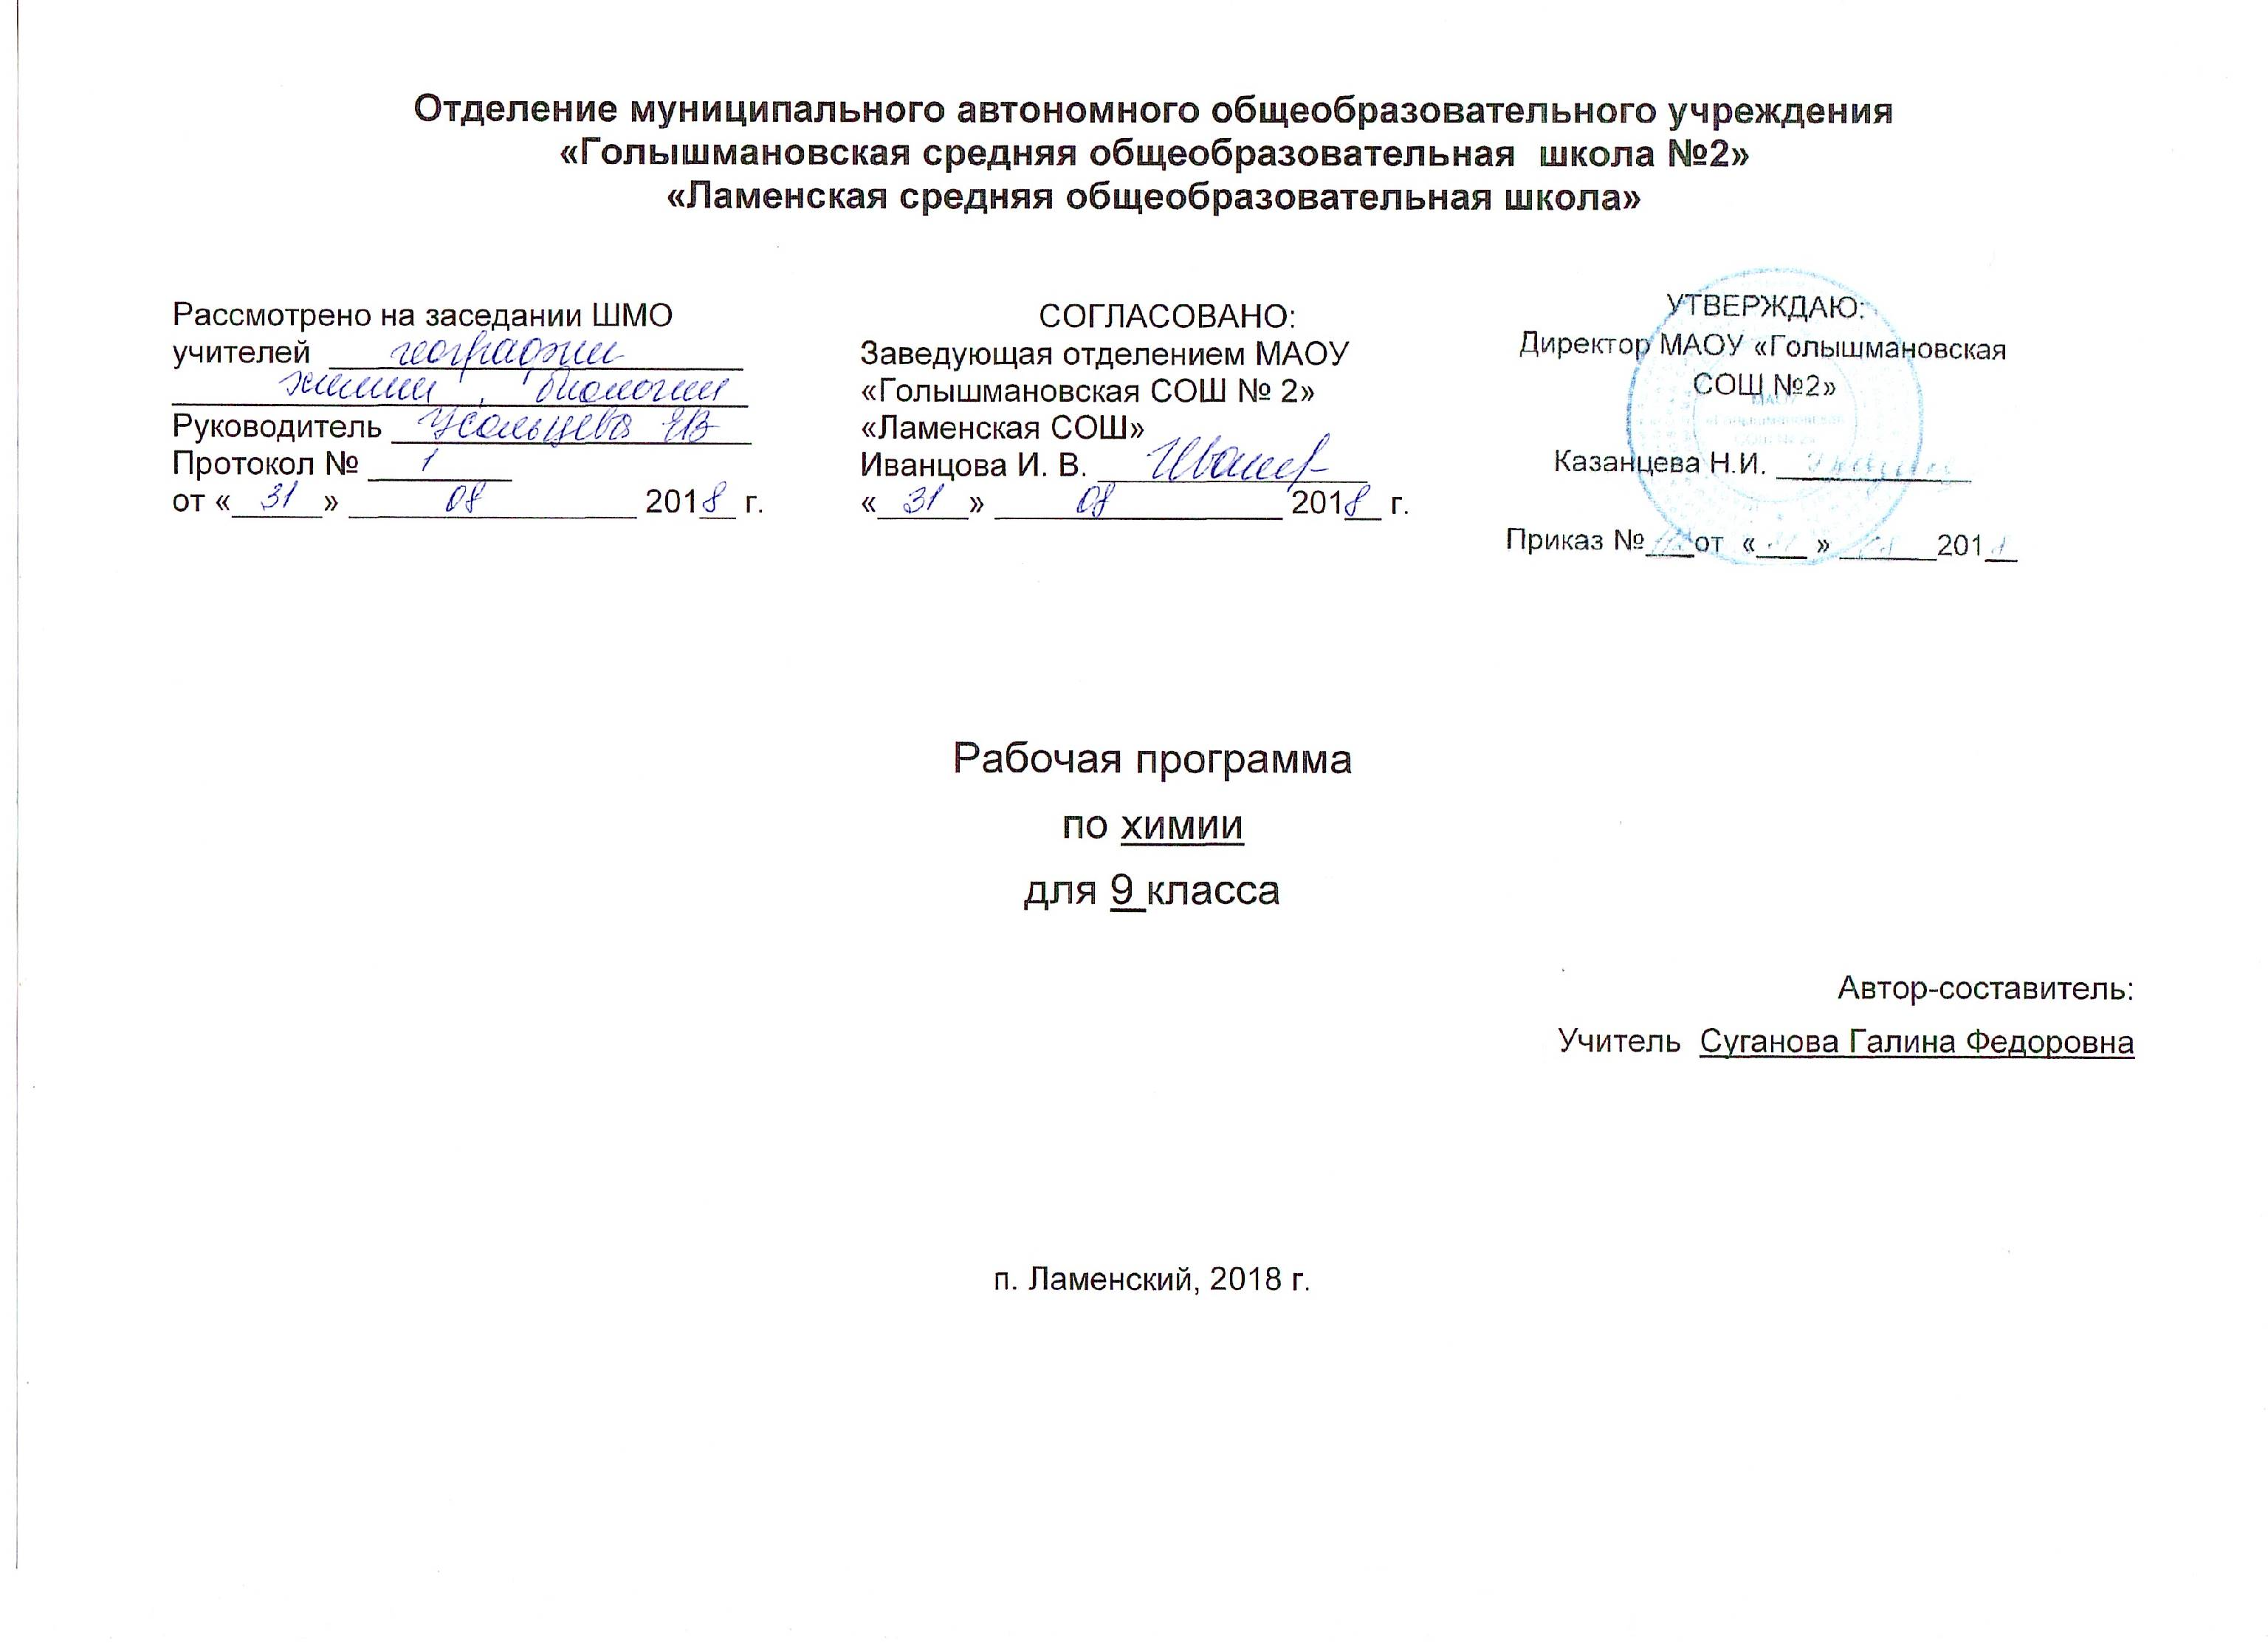 Отделение муниципального автономного общеобразовательного учреждения
«Голышмановская средняя общеобразовательная школа №2»
«Ламенская средняя общеобразовательная школа»
Рассмотрено на заседании ШМО
учителей географии
химии, биологии
Руководитель Усольцева
Протокол № 1
от «31» 08 2018 г.
СОГЛАСОВАНО:
Заведующая отделением МАОУ
«Голышмановская СОШ № 2»
«Ламенская СОШ»
Иванцова И. В.
«31» 08 2018 г.
УТВЕРЖДАЮ:
Директор МАОУ «Голышмановская
СОШ №2»
Казанцева Н.И.
Приказ № от « » 201
Рабочая программа
по химии
для 9 класса
Автор-составитель:
Учитель Суганова Галина Федоровна
п. Ламенский, 2018 г.